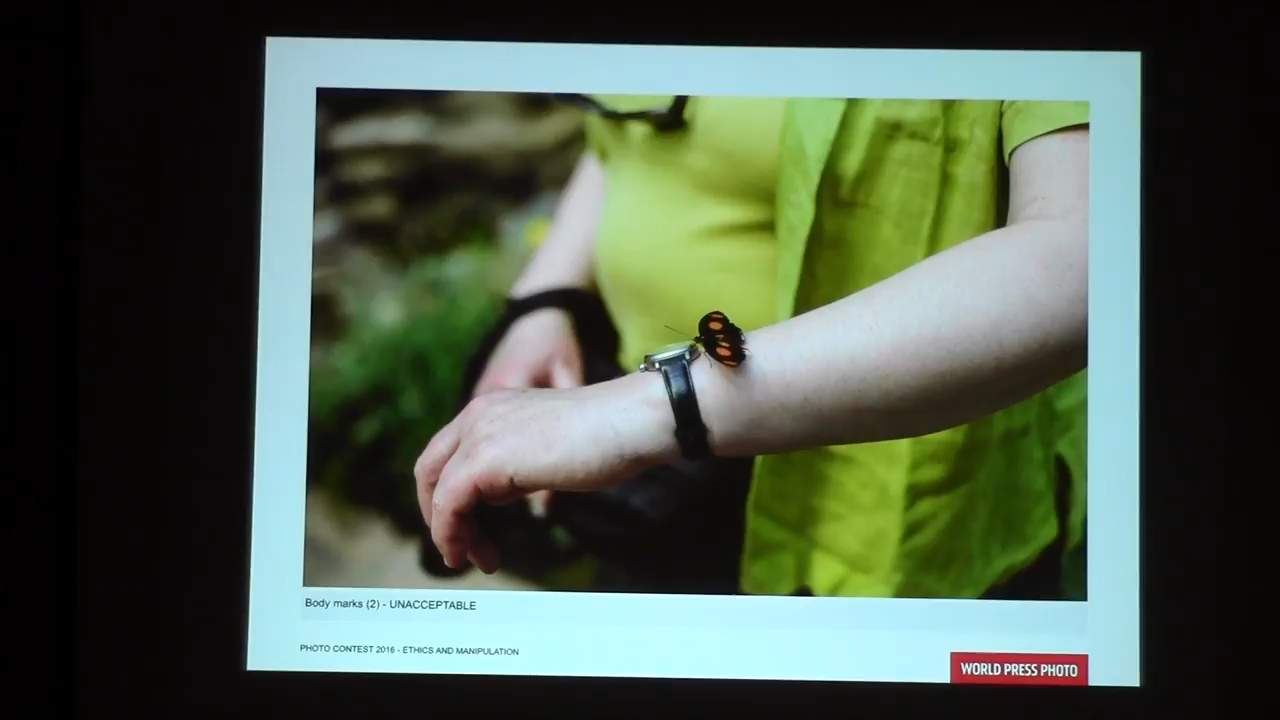 Body marks (2) - UNACCEPTABLE
PHOTO CONTEST 2016 - ETHICS AND MANIPULATION
WORLD PRESS PHOTO